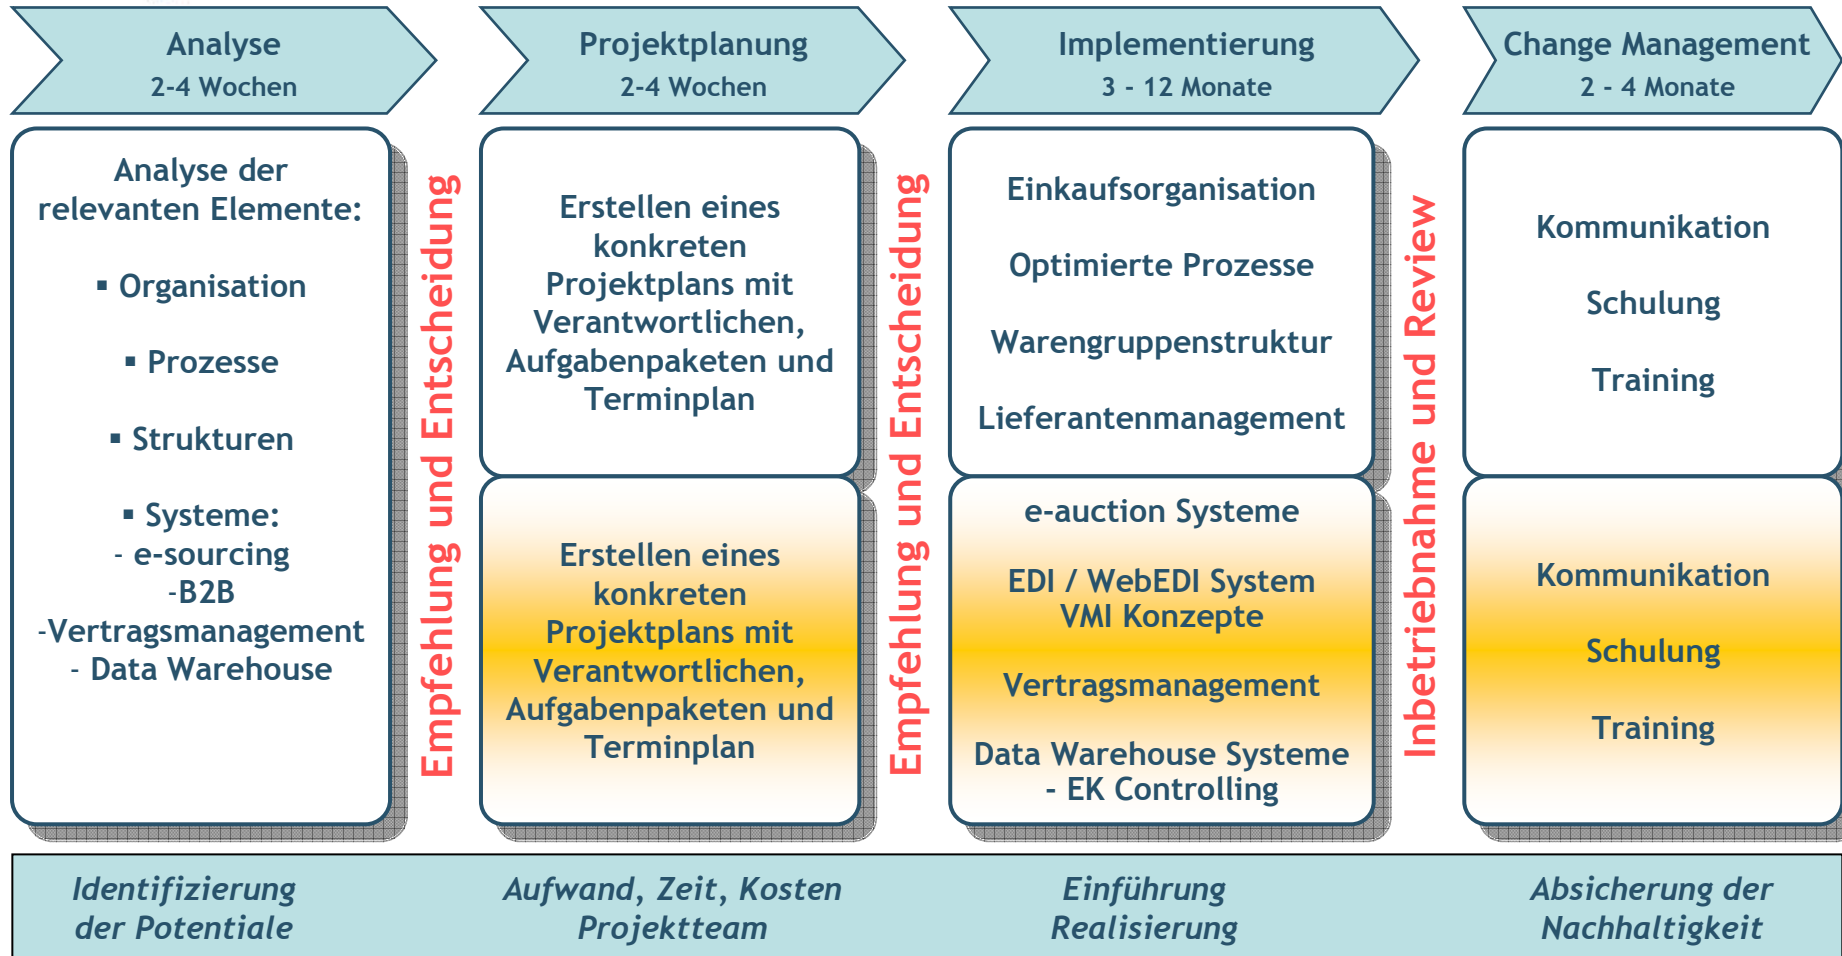 Analyse
2-4 Wochen
Projektplanung
2-4 Wochen
Implementierung
3 - 12 Monate
Change Management
2 - 4 Monate
Analyse der
relevanten Elemente:
▪ Organisation
▪ Prozesse
▪ Strukturen
▪ Systeme:
- e-sourcing
-B2B
-Vertragsmanagement
- Data Warehouse
Empfehlung und Entscheidung
Erstellen eines
konkreten
Projektplans mit
Verantwortlichen,
Aufgabenpaketen und
Terminplan
Erstellen eines
konkreten
Projektplans mit
Verantwortlichen,
Aufgabenpaketen und
Terminplan
Empfehlung und Entscheidung
Einkaufsorganisation
Optimierte Prozesse
Warengruppenstruktur
Lieferantenmanagement
e-auction Systeme
EDI / WebEDI System
VMI Konzepte
Vertragsmanagement
Data Warehouse Systeme
- EK Controlling
Inbetriebnahme und Review
Kommunikation
Schulung
Training
Kommunikation
Schulung
Training
Identifizierung
der Potentiale
Aufwand, Zeit, Kosten
Projektteam
Einführung
Realisierung
Absicherung der
Nachhaltigkeit